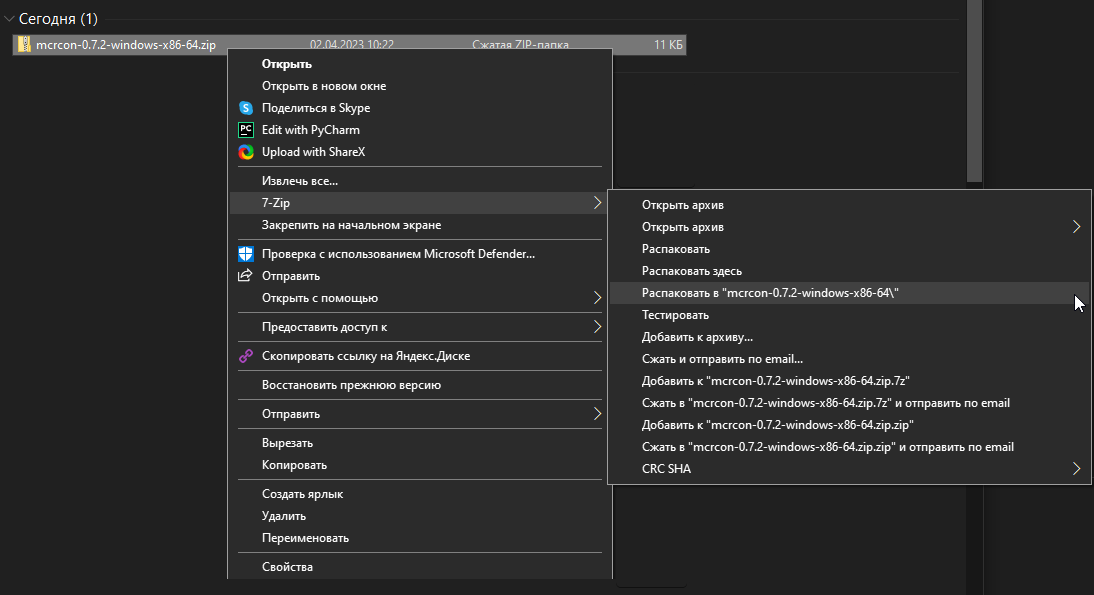 Сегодня (1)
mcrcon-0.7.2-windows-x86-64.zip 02.04.2023 10:22 Сжатая ZIP-папка 11 КБ
Открыть
Открыть в новом окне
Поделиться в Skype
Edit with PyCharm
Upload with ShareX
Извлечь все...
7-Zip
Закрепить на начальном экране
Проверка с использованием Microsoft Defender...
Отправить
Открыть с помощью
Предоставить доступ к
Скопировать ссылку на Яндекс.Диске
Восстановить прежнюю версию
Отправить
Вырезать
Копировать
Создать ярлык
Удалить
Переименовать
Свойства
Открыть архив
Открыть архив
Распаковать
Распаковать здесь
Распаковать в "mcrcon-0.7.2-windows-x86-64\"
Тестировать
Добавить к архиву...
Сжать и отправить по email...
Добавить к "mcrcon-0.7.2-windows-x86-64.zip.7z"
Сжать в "mcrcon-0.7.2-windows-x86-64.zip.7z" и отправить по email
Добавить к "mcrcon-0.7.2-windows-x86-64.zip.zip"
Сжать в "mcrcon-0.7.2-windows-x86-64.zip.zip" и отправить по email
CRC SHA